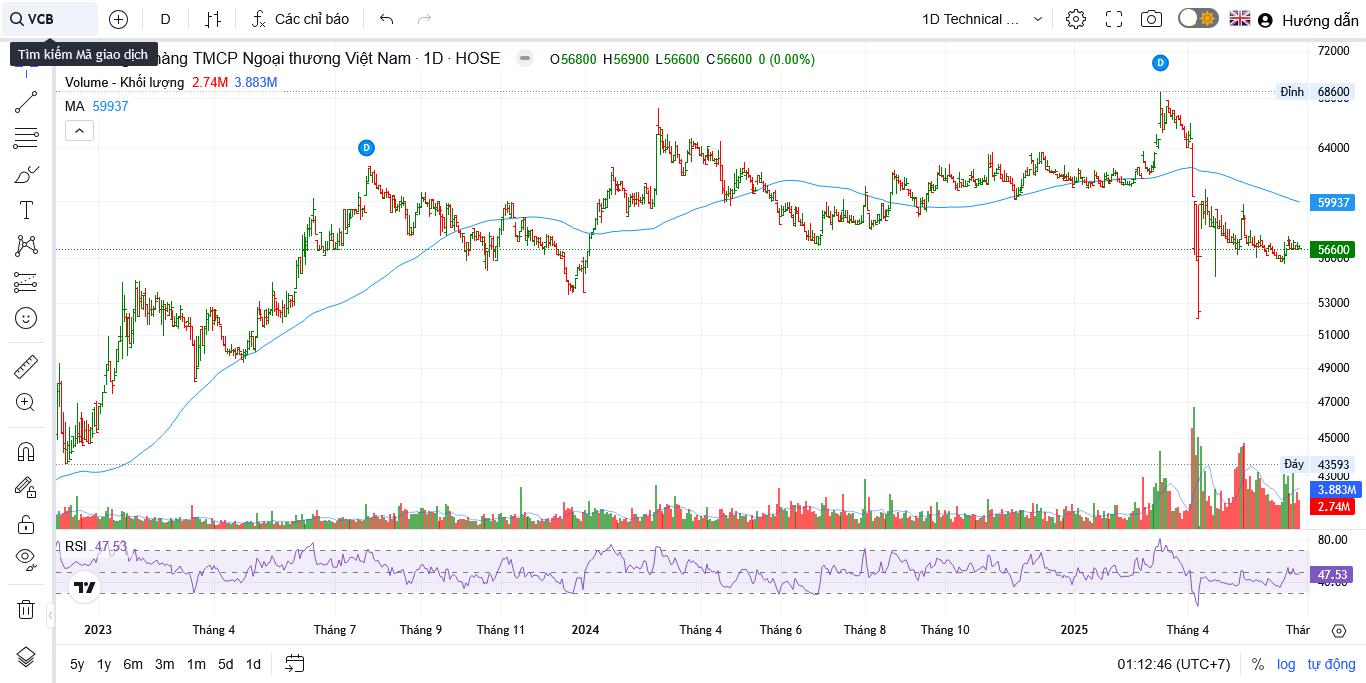 VCB
D
Các chỉ báo
1D Technical ...
Hướng dẫn
Tìm kiếm Mã giao dịch
hàng TMCP Ngoại thương Việt Nam · 1D · HOSE
O56800 H56900 L56600 C56600 0 (0.00%)
Volume - Khối lượng 2.74M 3.883M
MA 59937
D
D
72000
Đỉnh 68600
64000
59937
56600
56000
53000
51000
49000
47000
45000
Đáy 43593
43000
3.883M
2.74M
RSI 47.53
80.00
47.53
40.00
2023 Tháng 4 Tháng 7 Tháng 9 Tháng 11 2024 Tháng 4 Tháng 6 Tháng 8 Tháng 10 2025 Tháng 4 Thár
5y 1y 6m 3m 1m 5d 1d
01:12:46 (UTC+7) % log tự động